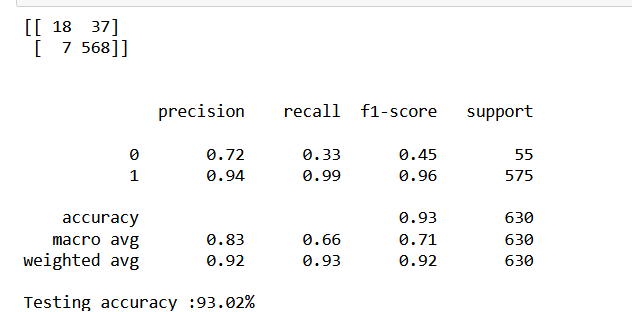 [[ 18  37]
 [  7 568]]
precision    recall  f1-score   support
0       0.72      0.33      0.45        55
1       0.94      0.99      0.96       575
accuracy                           0.93       630
macro avg       0.83      0.66      0.71       630
weighted avg       0.92      0.93      0.92       630
Testing accuracy :93.02%